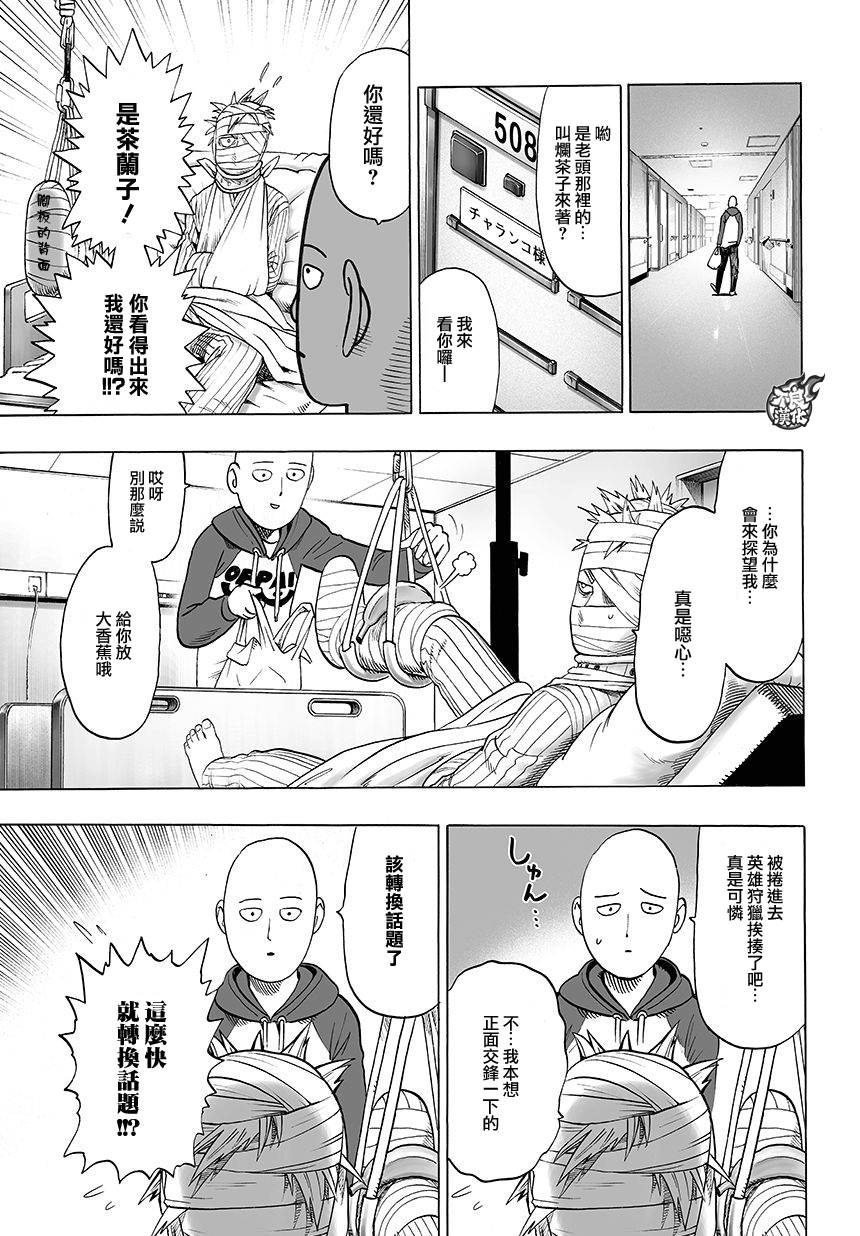 喲
是老頭那裡的…
叫爛茶子來著?
508
チャランコ様
我來
看你囉—
你還好嗎?
是茶蘭子!
你看得出來
我還好嗎!!?
腳板的背面
不良
漢化
…你為什麼
會來探望我…
真是噁心…
哎呀
別那麼説
給你放
大香蕉哦
OPPAI
被捲進去
英雄狩獵挨揍了吧…
真是可憐
しゅん…
不…我本想
正面交鋒一下的
該轉換話題了
這麼快
就轉換話題!!?